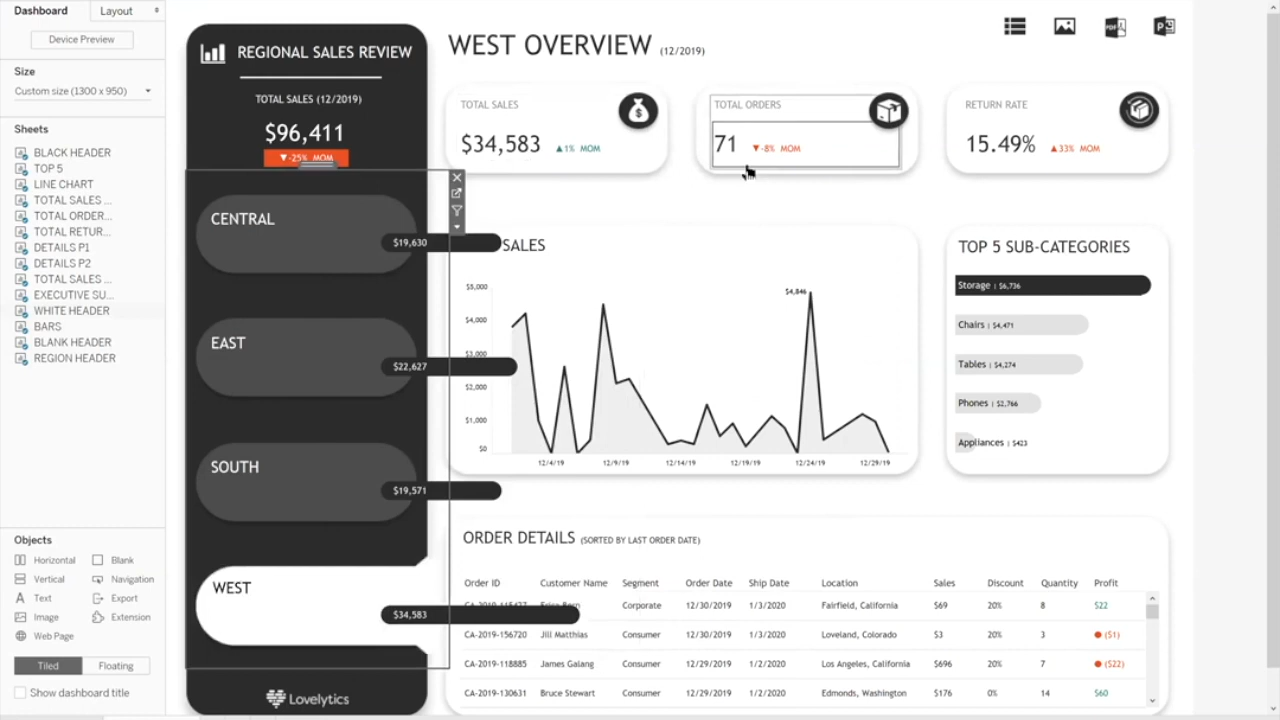 Dashboard
Layout
Device Preview
Size
Custom size (1300 x 950)
Sheets
BLACK HEADER
TOP 5
LINE CHART
TOTAL SALES ...
TOTAL ORDER...
TOTAL RETUR...
DETAILS P1
DETAILS P2
TOTAL SALES ...
EXECUTIVE SU...
WHITE HEADER
BARS
BLANK HEADER
REGION HEADER
Objects
Horizontal Blank
Vertical Navigation
Text Export
Image Extension
Web Page
Tiled Floating
Show dashboard title
REGIONAL SALES REVIEW
TOTAL SALES (12/2019)
$96,411
▼-25% MOM
CENTRAL
$19,630
EAST
$22,627
SOUTH
$19,571
WEST
$34,583
Lovelytics
WEST OVERVIEW (12/2019)
TOTAL SALES
$34,583 ▲1% MOM
TOTAL ORDERS
71 ▼-8% MOM
RETURN RATE
15.49% ▲33% MOM
SALES
$5,000
$4,000
$3,000
$2,000
$1,000
$0
$4,846
12/4/19 12/9/19 12/14/19 12/19/19 12/24/19 12/29/19
TOP 5 SUB-CATEGORIES
Storage | $6,736
Chairs | $4,471
Tables | $4,274
Phones | $2,766
Appliances | $423
ORDER DETAILS (SORTED BY LAST ORDER DATE)
Order ID Customer Name Segment Order Date Ship Date Location Sales Discount Quantity Profit
Corporate 12/30/2019 1/3/2020 Fairfield, California $69 20% 8 $22
CA-2019-156720 Jill Matthias Consumer 12/30/2019 1/3/2020 Loveland, Colorado $3 20% 3 ● ($1)
CA-2019-118885 James Galang Consumer 12/29/2019 1/2/2020 Los Angeles, California $696 20% 7 ● ($22)
CA-2019-130631 Bruce Stewart Consumer 12/29/2019 1/2/2020 Edmonds, Washington $176 0% 14 $60